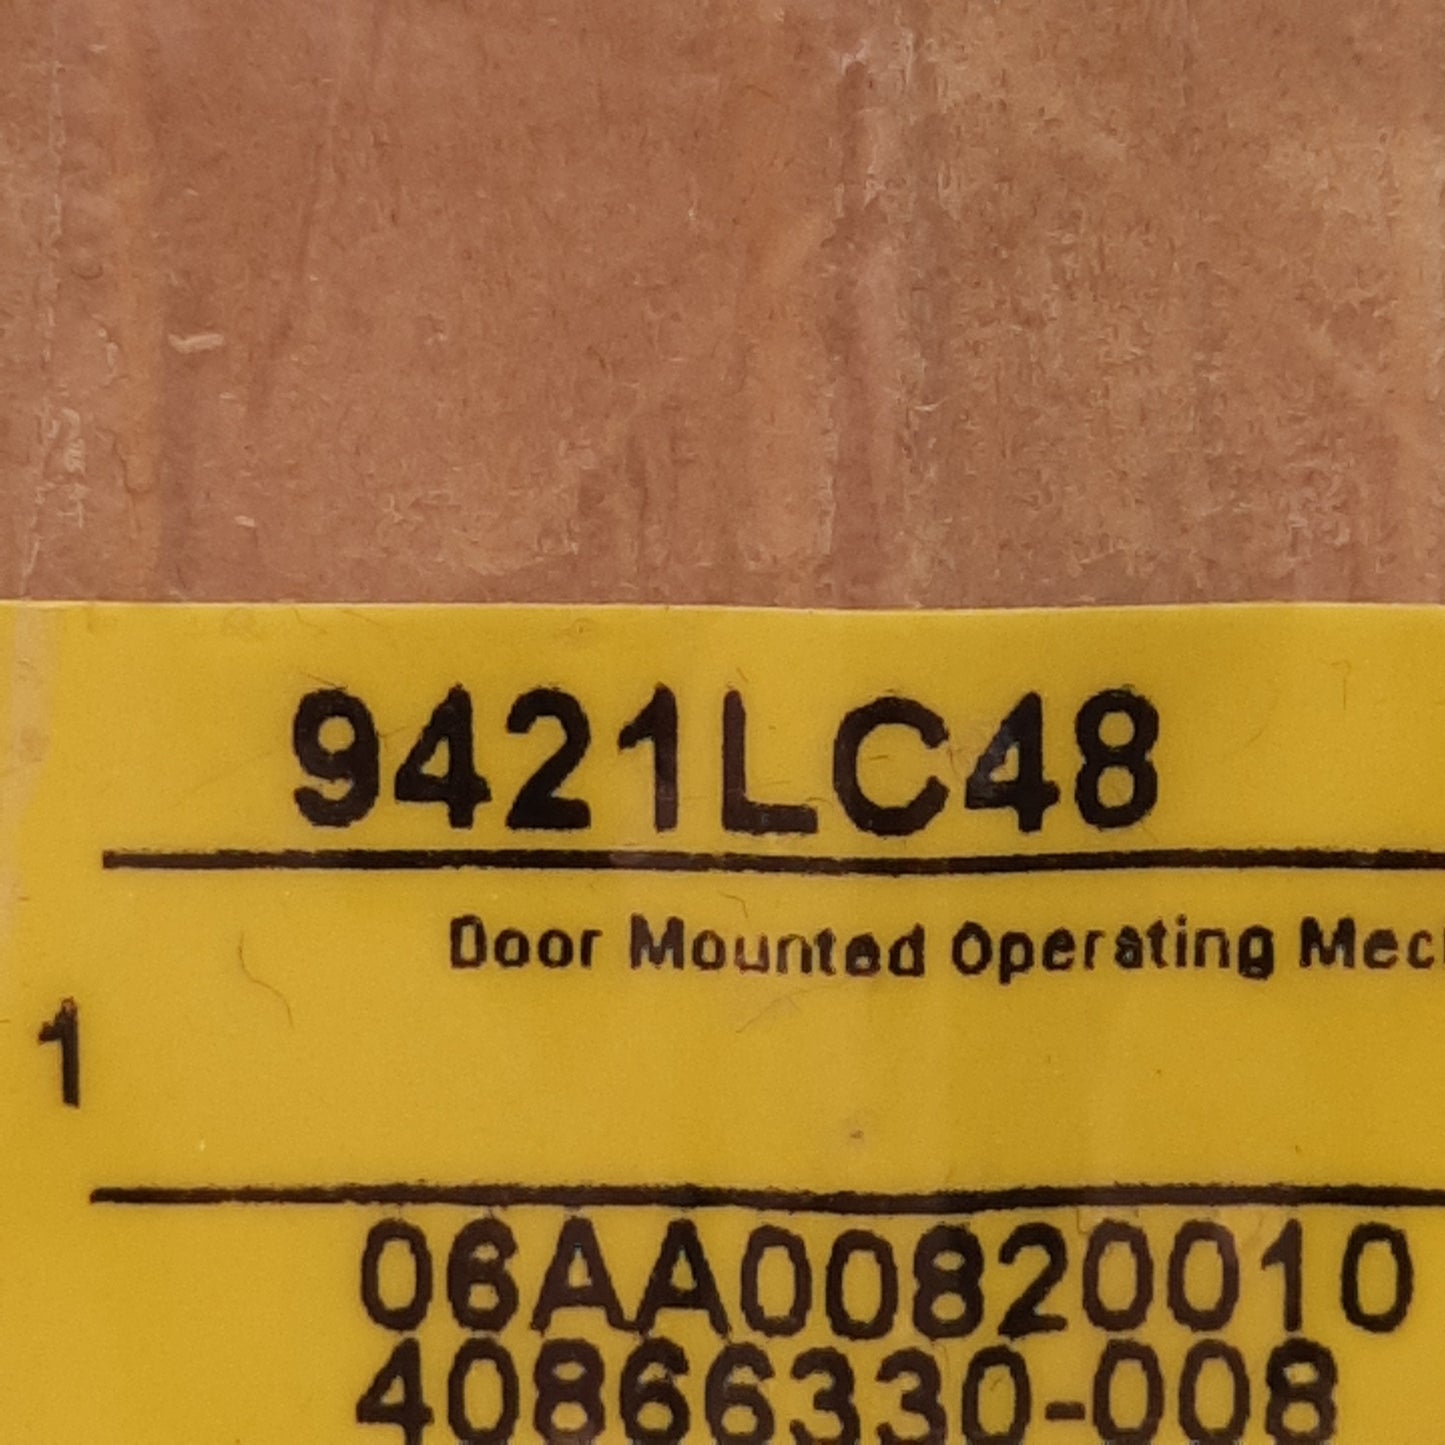 9421LC48
Door Mounted Operating Mec
1
06AA00820010
40866330-008